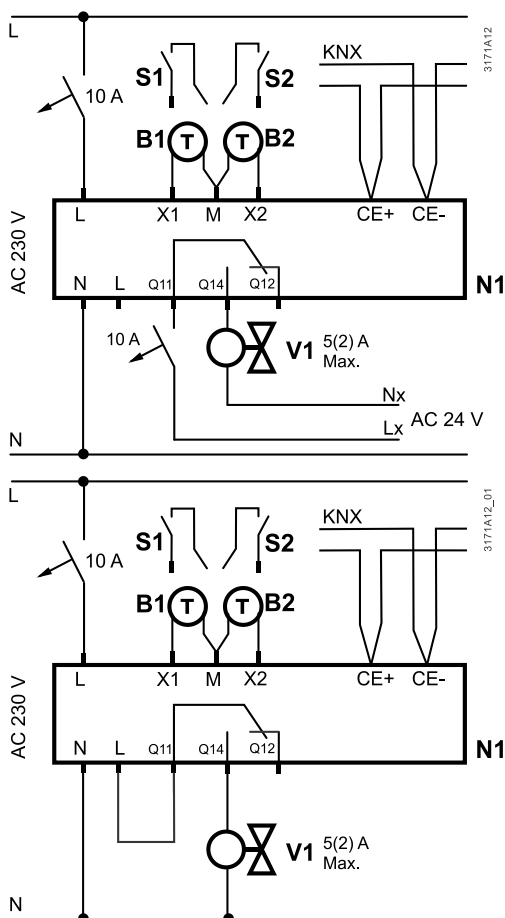 L
3171A12
KNX
S1 S2
10 A
B1 T T B2
L X1 M X2 CE+ CE-
AC 230 V
N L Q11 Q14 Q12
N1
10 A
V1 5(2) A
Max.
Nx
AC 24 V
Lx
N
L
3171A12_01
KNX
S1 S2
10 A
B1 T T B2
L X1 M X2 CE+ CE-
AC 230 V
N L Q11 Q14 Q12
N1
V1 5(2) A
Max.
N